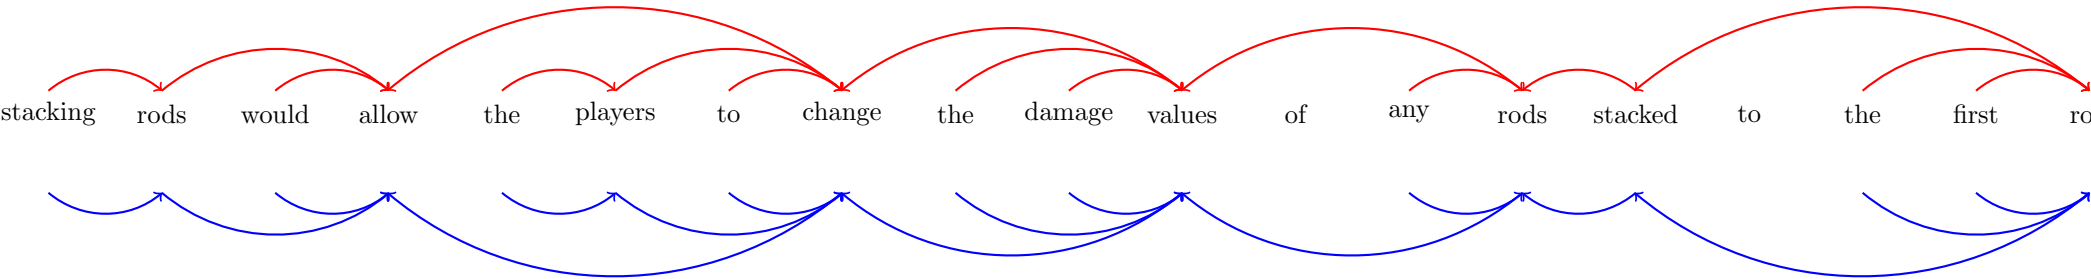 stacking rods would allow the players to change the damage values of any rods stacked to the first